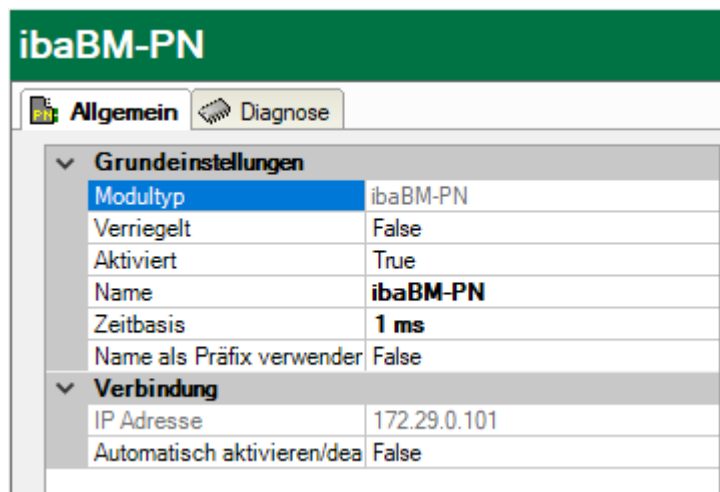 ibaBM-PN
Allgemein Diagnose
Grundeinstellungen
Modultyp ibaBM-PN
Verriegelt False
Aktiviert True
Name ibaBM-PN
Zeitbasis 1 ms
Name als Präfix verwender False
Verbindung
IP Adresse 172.29.0.101
Automatisch aktivieren/dea False